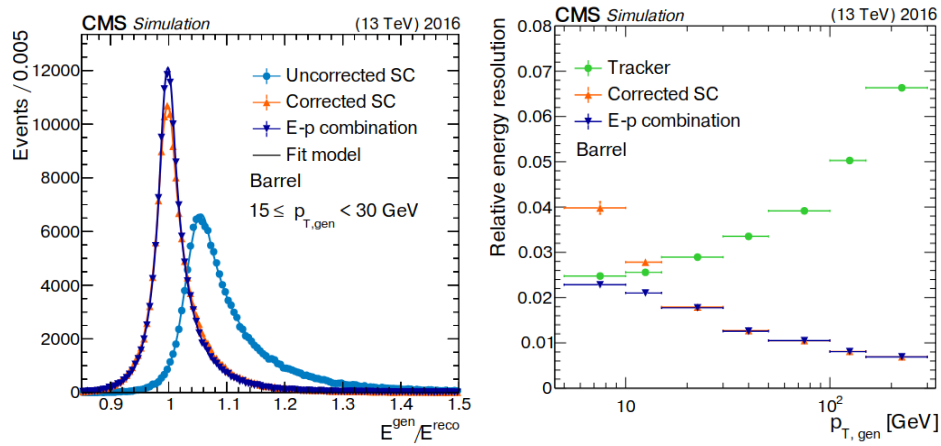 CMS Simulation (13 TeV) 2016
Events / 0.005
12000
10000
8000
6000
4000
2000
0
Uncorrected SC
Corrected SC
E-p combination
Fit model
Barrel
15 ≤ p_T,gen < 30 GeV
0.9 1 1.1 1.2 1.3 1.4 1.5
E^gen/E^reco
CMS Simulation (13 TeV) 2016
Relative energy resolution
0.08
0.07
0.06
0.05
0.04
0.03
0.02
0.01
0
Tracker
Corrected SC
E-p combination
Barrel
10 10²
p_T, gen [GeV]